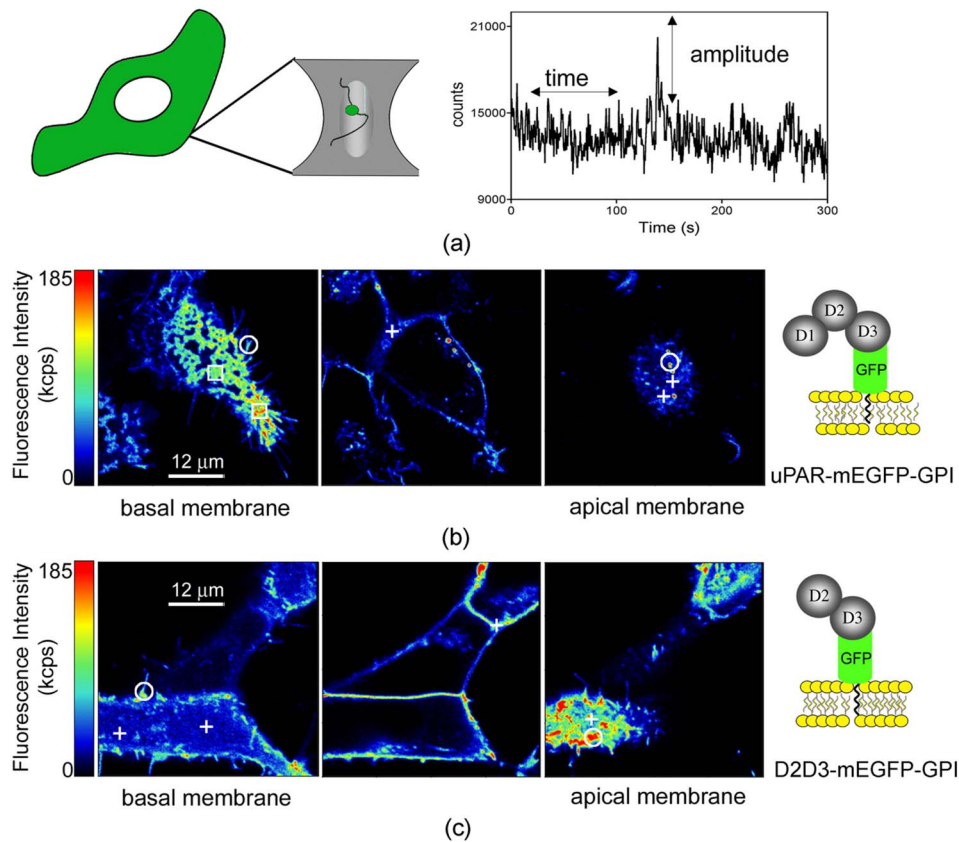 21000
15000
9000
counts
time
amplitude
0 100 200 300
Time (s)
(a)
Fluorescence Intensity
(kcps)
185
0
12 μm
basal membrane
apical membrane
D1
D2
D3
GFP
uPAR-mEGFP-GPI
(b)
Fluorescence Intensity
(kcps)
185
0
12 μm
basal membrane
apical membrane
D2
D3
GFP
D2D3-mEGFP-GPI
(c)